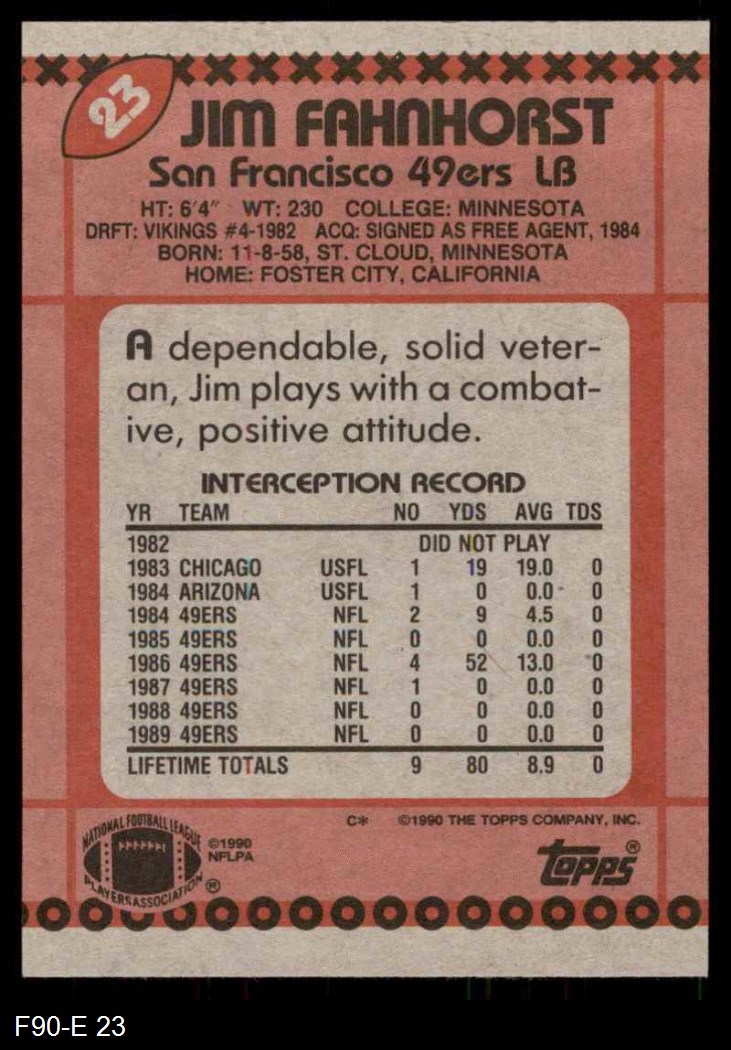 23
JIM FAHNHORST
San Francisco 49ers LB
HT: 6'4" WT: 230 COLLEGE: MINNESOTA
DRFT: VIKINGS #4-1982 ACQ: SIGNED AS FREE AGENT, 1984
BORN: 11-8-58, ST. CLOUD, MINNESOTA
HOME: FOSTER CITY, CALIFORNIA
A dependable, solid veter-
an, Jim plays with a combat-
ive, positive attitude.
INTERCEPTION RECORD
YR TEAM NO YDS AVG TDS
1982 DID NOT PLAY
1983 CHICAGO USFL 1 19 19.0 0
1984 ARIZONA USFL 1 0 0.0 0
1984 49ERS NFL 2 9 4.5 0
1985 49ERS NFL 0 0 0.0 0
1986 49ERS NFL 4 52 13.0 0
1987 49ERS NFL 1 0 0.0 0
1988 49ERS NFL 0 0 0.0 0
1989 49ERS NFL 0 0 0.0 0
LIFETIME TOTALS 9 80 8.9 0
C* ©1990 THE TOPPS COMPANY, INC.
NATIONAL FOOTBALL LEAGUE
PLAYERS ASSOCIATION ®
©1990
NFLPA
topps®
F90-E 23